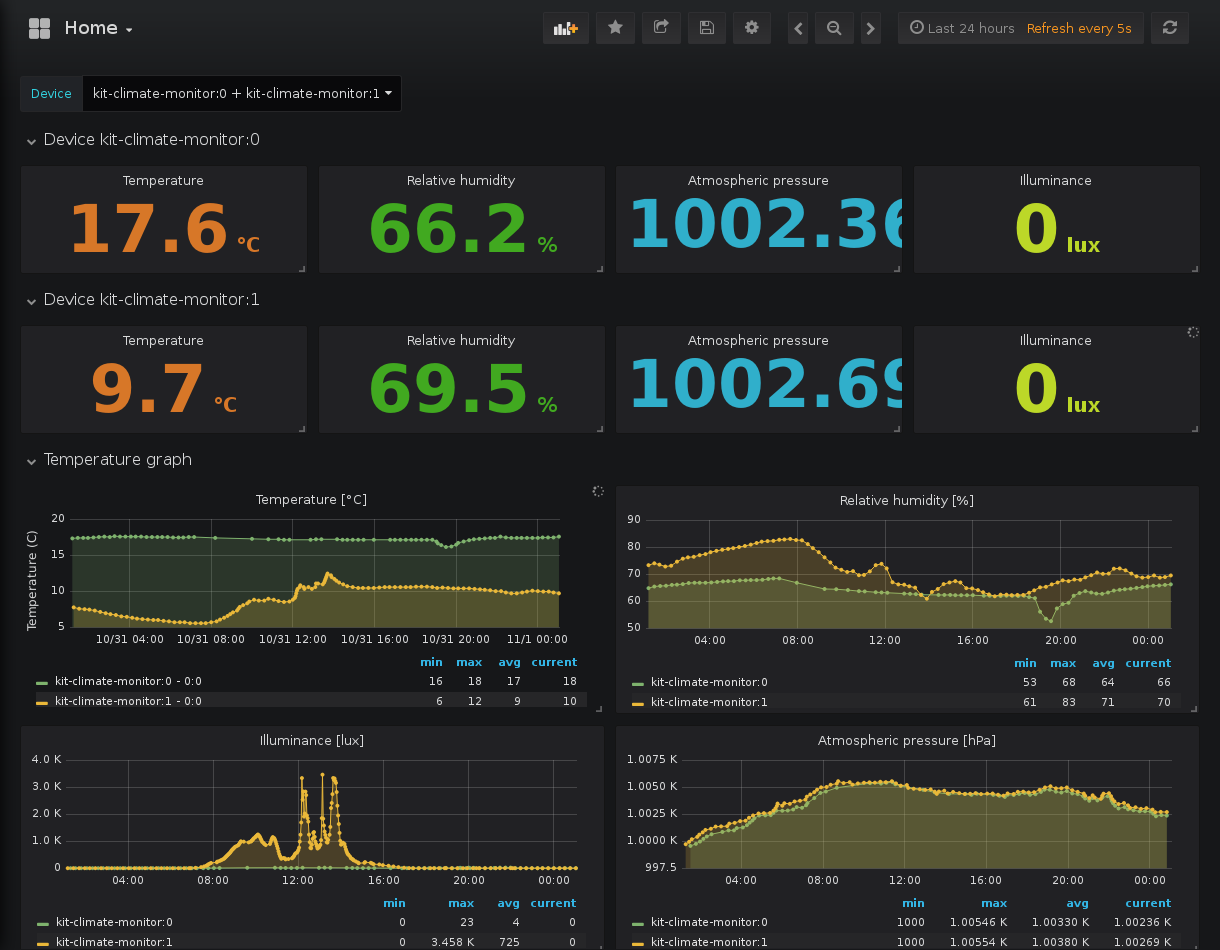 Home
Last 24 hours Refresh every 5s
Device kit-climate-monitor:0 + kit-climate-monitor:1
Device kit-climate-monitor:0
Temperature Relative humidity Atmospheric pressure Illuminance
17.6 °C 66.2 % 1002.36 0 lux
Device kit-climate-monitor:1
Temperature Relative humidity Atmospheric pressure Illuminance
9.7 °C 69.5 % 1002.69 0 lux
Temperature graph
Temperature [°C]
Temperature (C)
20
15
10
5
10/31 04:00 10/31 08:00 10/31 12:00 10/31 16:00 10/31 20:00 11/1 00:00
min max avg current
kit-climate-monitor:0 - 0:0 16 18 17 18
kit-climate-monitor:1 - 0:0 6 12 9 10
Relative humidity [%]
90
80
70
60
50
04:00 08:00 12:00 16:00 20:00 00:00
min max avg current
kit-climate-monitor:0 53 68 64 66
kit-climate-monitor:1 61 83 71 70
Illuminance [lux]
4.0 K
3.0 K
2.0 K
1.0 K
0
04:00 08:00 12:00 16:00 20:00 00:00
min max avg current
kit-climate-monitor:0 0 23 4 0
kit-climate-monitor:1 0 3.458 K 725 0
Atmospheric pressure [hPa]
1.0075 K
1.0050 K
1.0025 K
1.0000 K
997.5
04:00 08:00 12:00 16:00 20:00 00:00
min max avg current
kit-climate-monitor:0 1000 1.00546 K 1.00330 K 1.00236 K
kit-climate-monitor:1 1000 1.00554 K 1.00380 K 1.00269 K